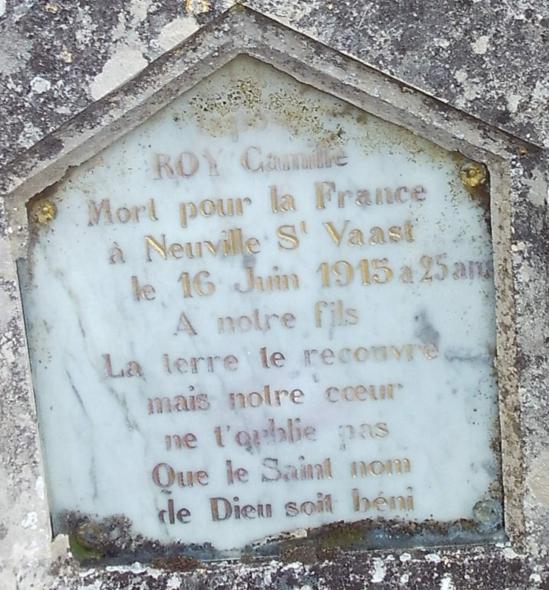 ROY Camille
Mort pour la France
à Neuville St Vaast
le 16 Juin 1915 a 25 ans
A notre fils
La terre te recouvre
mais notre cœur
ne t'oublie pas
Que le Saint nom
de Dieu soit béni